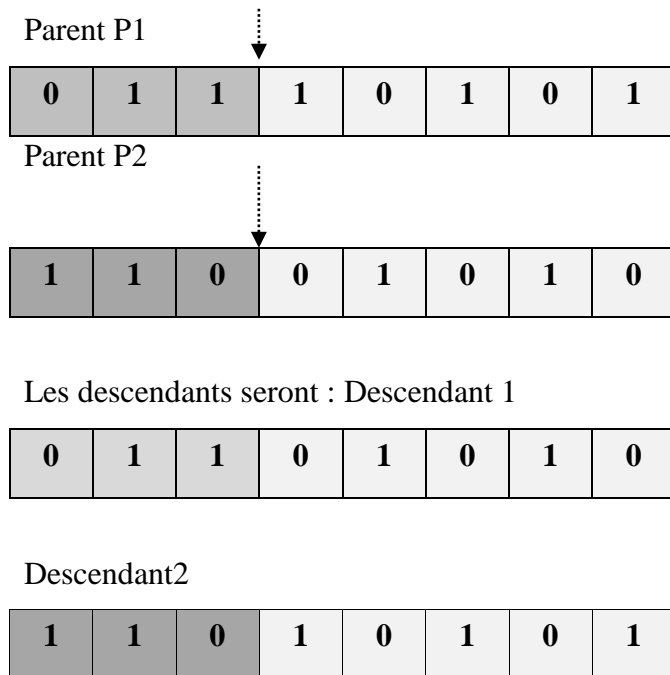 Parent P1
0 1 1 1 0 1 0 1
Parent P2
1 1 0 0 1 0 1 0
Les descendants seront : Descendant 1
0 1 1 0 1 0 1 0
Descendant2
1 1 0 1 0 1 0 1